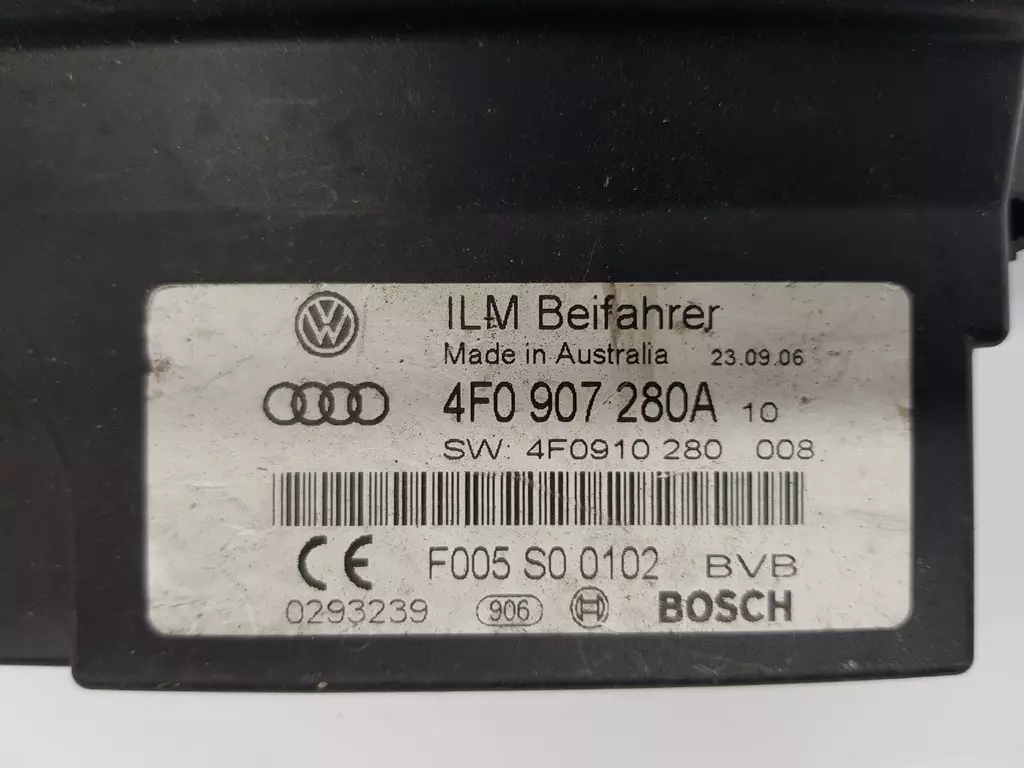 ILM Beifahrer
Made in Australia 23.09.06
4F0 907 280A 10
SW: 4F0910 280 008
CE F005 S0 0102 BVB
0293239 906 BOSCH